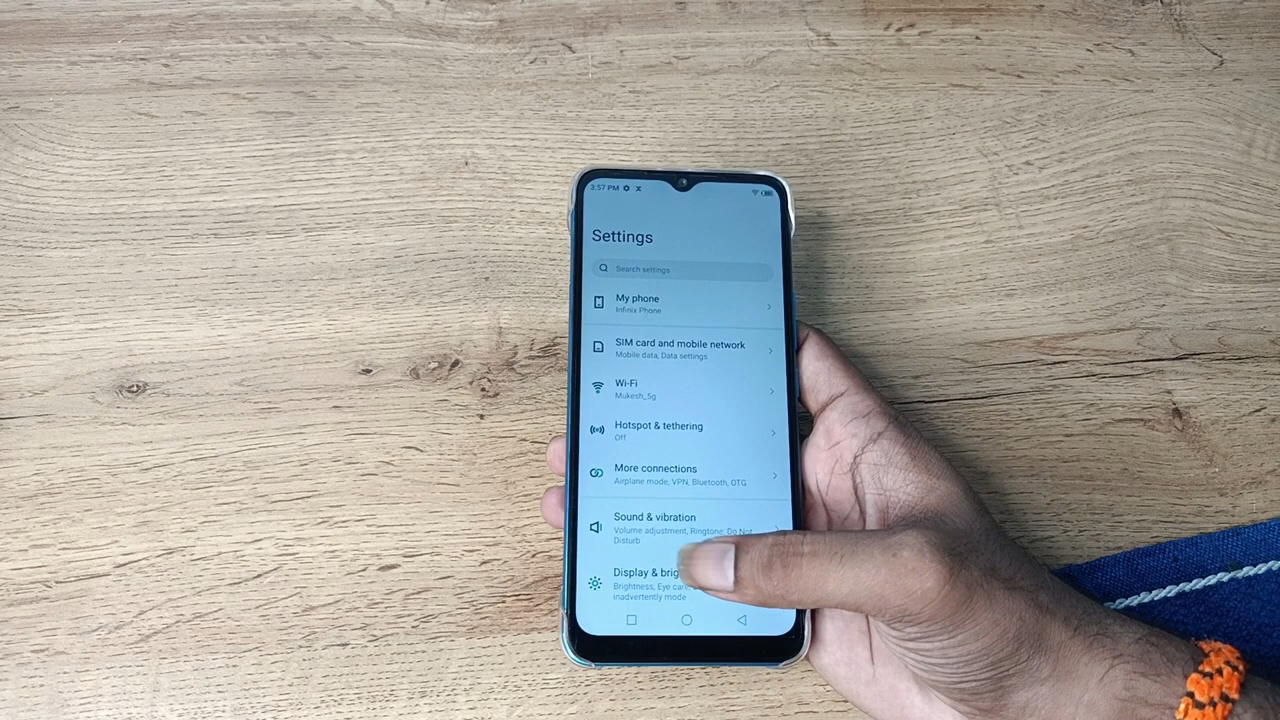 3:57 PM
Settings
Search settings
My phone
Infinix Phone
SIM card and mobile network
Mobile data, Data settings
Wi-Fi
Mukesh_5g
Hotspot & tethering
Off
More connections
Airplane mode, VPN, Bluetooth, OTG
Sound & vibration
Volume adjustment, Ringtone, Do Not
Disturb
Display & brig
Brightness, Eye care,
inadvertently mode